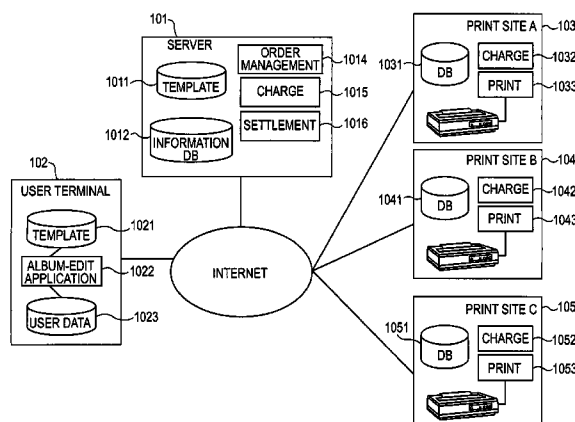 101
SERVER
1011
TEMPLATE
1012
INFORMATION
DB
ORDER
MANAGEMENT
1014
CHARGE
1015
SETTLEMENT
1016
102
USER TERMINAL
TEMPLATE
1021
ALBUM-EDIT
APPLICATION
1022
USER DATA
1023
INTERNET
PRINT SITE A
103
1031
DB
CHARGE
1032
PRINT
1033
PRINT SITE B
104
1041
DB
CHARGE
1042
PRINT
1043
PRINT SITE C
105
1051
DB
CHARGE
1052
PRINT
1053